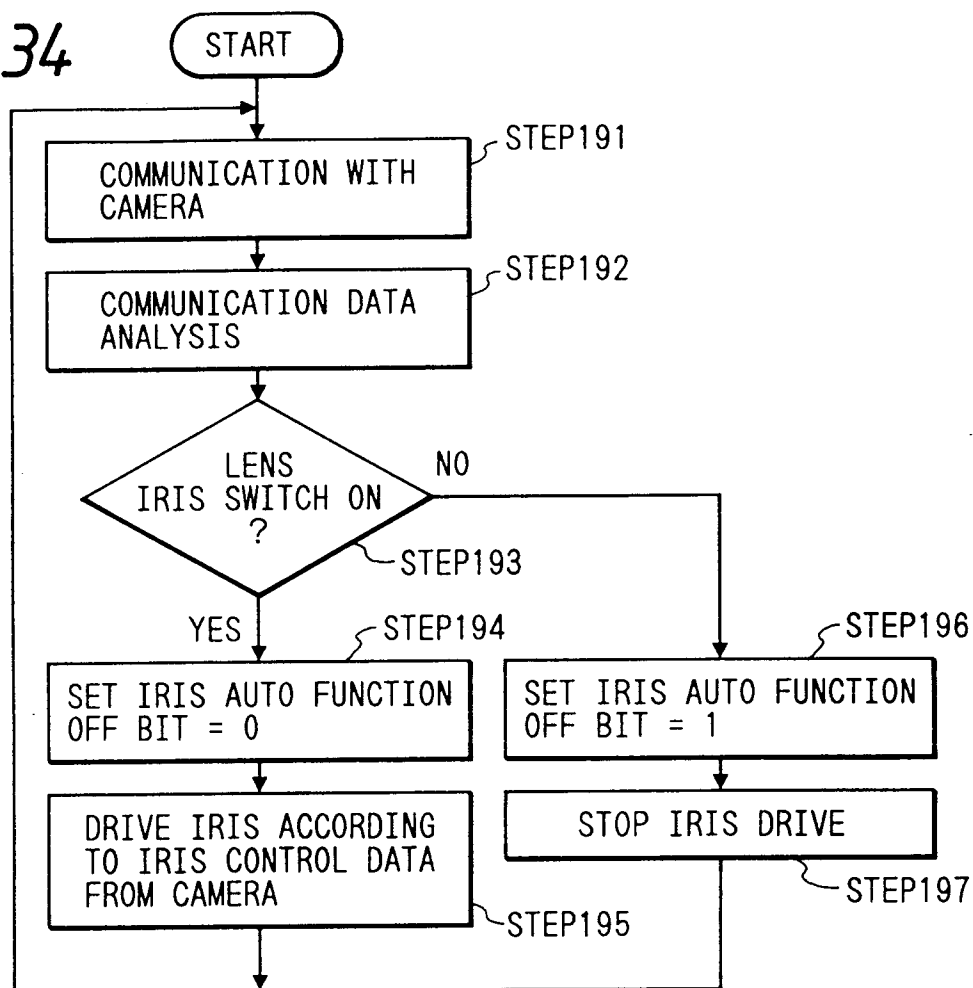 34
START
STEP191
COMMUNICATION WITH
CAMERA
STEP192
COMMUNICATION DATA
ANALYSIS
LENS
IRIS SWITCH ON
?
NO
STEP193
YES
STEP194
SET IRIS AUTO FUNCTION
OFF BIT = 0
DRIVE IRIS ACCORDING
TO IRIS CONTROL DATA
FROM CAMERA
STEP195
STEP196
SET IRIS AUTO FUNCTION
OFF BIT = 1
STOP IRIS DRIVE
STEP197